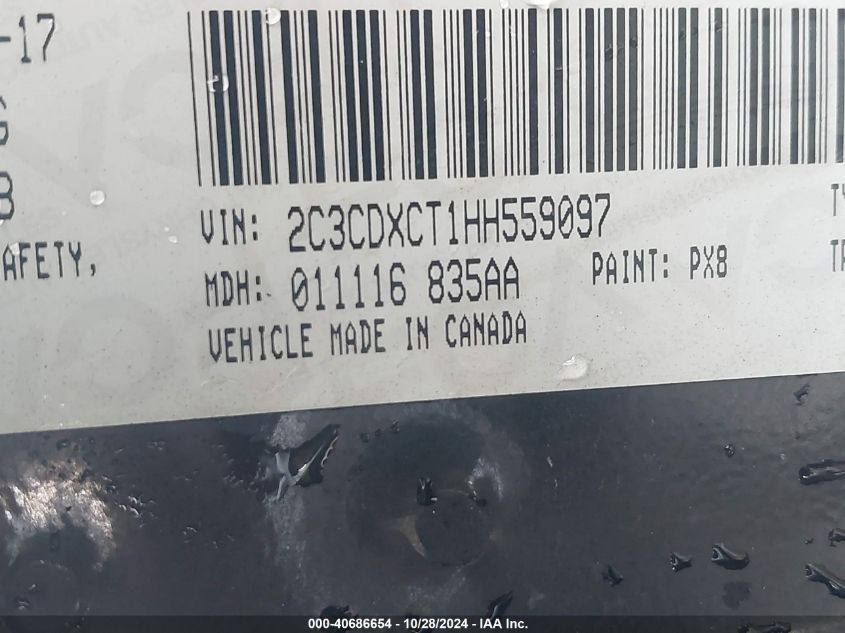 -17
VIN: 2C3CDXCT1HH559097
AFETY,
MDH: 011116 835AA
PAINT: PX8
VEHICLE MADE IN CANADA
000-40686654 - 10/28/2024 - IAA Inc.